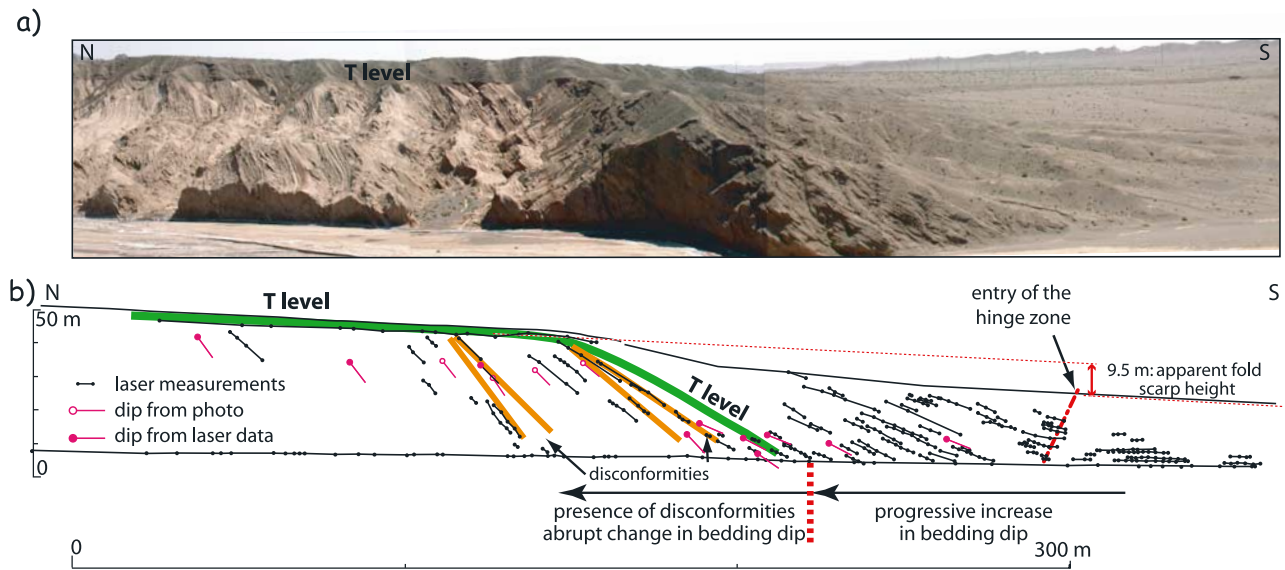 a)
N
S
T level
b)
N
T level
S
entry of the
hinge zone
50 m
9.5 m: apparent fold
scarp height
laser measurements
dip from photo
T level
dip from laser data
0
disconformities
presence of disconformities
abrupt change in bedding dip
progressive increase
in bedding dip
0
300 m